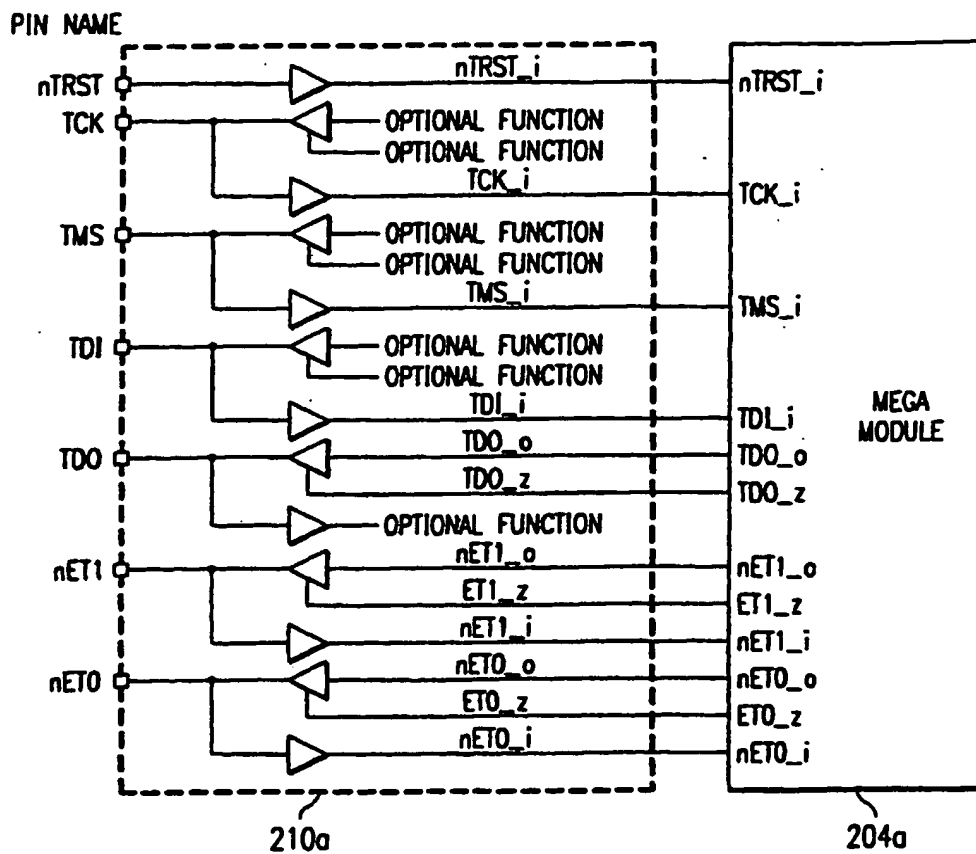 PIN NAME
nTRST nTRST_i nTRST_i
TCK OPTIONAL FUNCTION
OPTIONAL FUNCTION
TCK_i TCK_i
TMS OPTIONAL FUNCTION
OPTIONAL FUNCTION
TMS_i TMS_i
TDI OPTIONAL FUNCTION
OPTIONAL FUNCTION
TDI_i TDI_i
MEGA
MODULE
TDO TDO_o TDO_o
TDO_z TDO_z
OPTIONAL FUNCTION
nET1 nET1_o nET1_o
ET1_z ET1_z
nET1_i nET1_i
nET0 nET0_o nET0_o
ET0_z ET0_z
nET0_i nET0_i
210a 204a